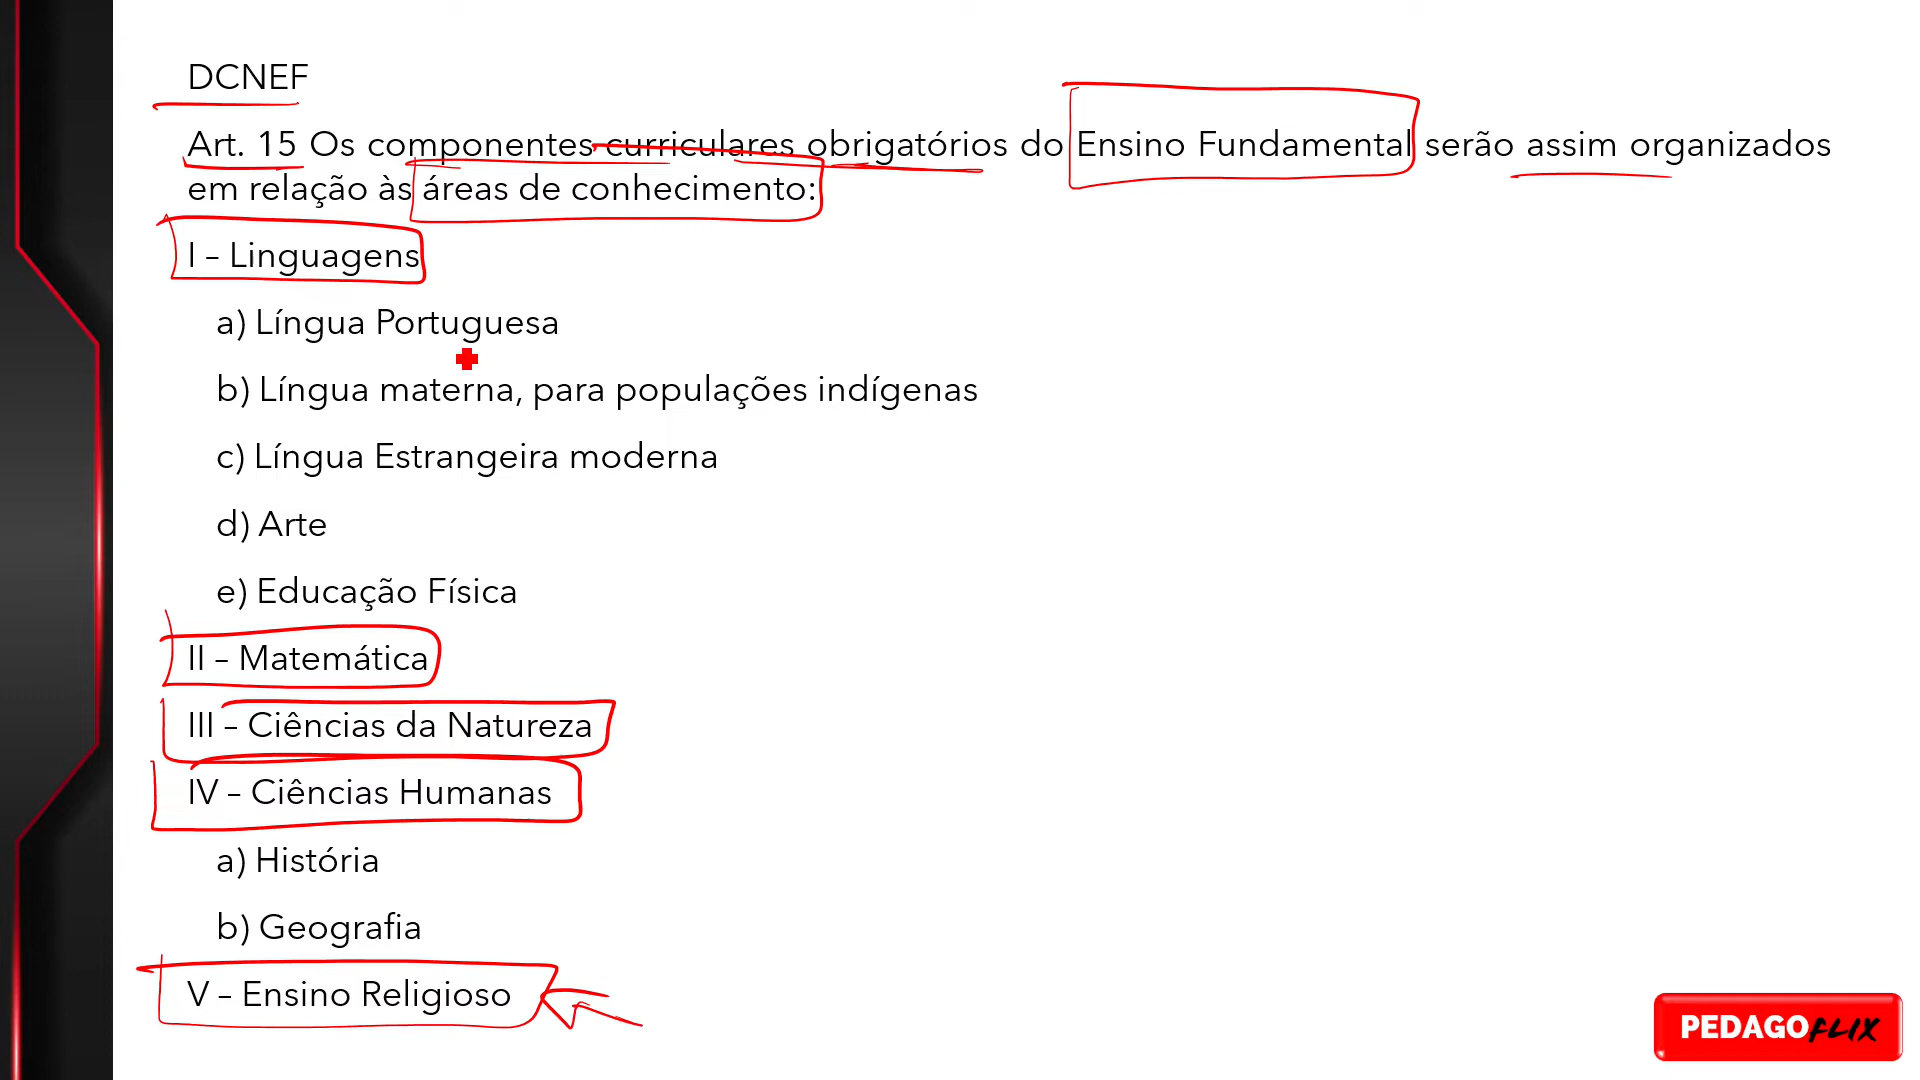 DCNEF
Art. 15 Os componentes curriculares obrigatórios do Ensino Fundamental serão assim organizados
em relação às áreas de conhecimento:
I – Linguagens
a) Língua Portuguesa
b) Língua materna, para populações indígenas
c) Língua Estrangeira moderna
d) Arte
e) Educação Física
II – Matemática
III – Ciências da Natureza
IV – Ciências Humanas
a) História
b) Geografia
V – Ensino Religioso
PEDAGOFLIX